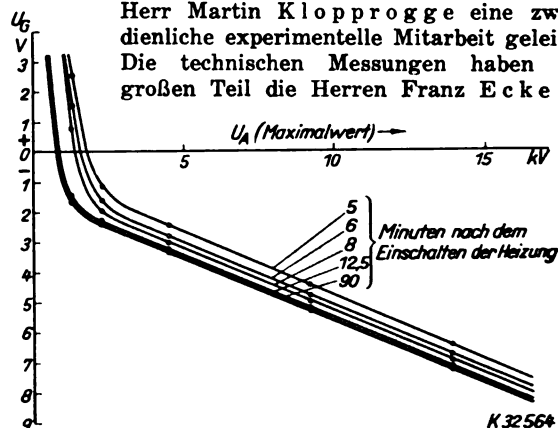 Herr Martin Klopprogge eine zw
dienliche experimentelle Mitarbeit gelei
Die technischen Messungen haben
großen Teil die Herren Franz Ecke
U_G
V
3
2
1
+
0
−
1
2
3
4
5
6
7
8
9
U_A (Maximalwert) →
5
10
15
kV
5
6
8
12,5
90
Minuten nach dem
Einschalten der Heizung
K 32564